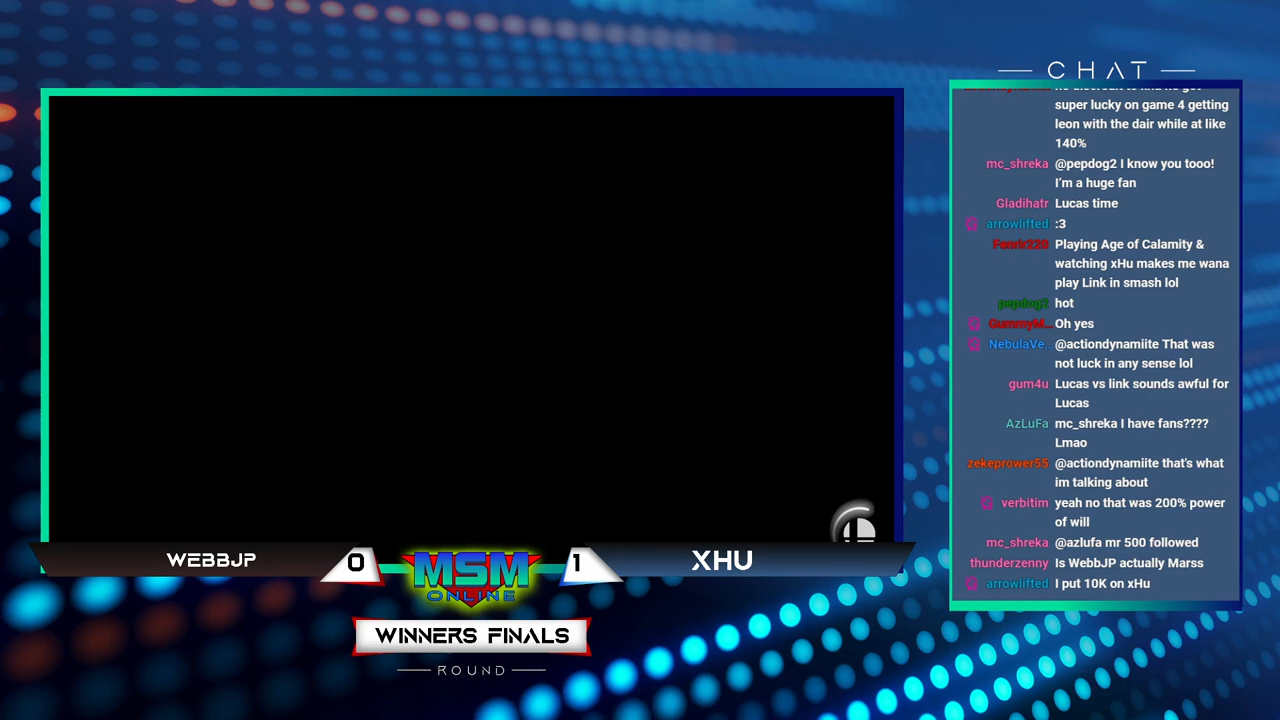 CHAT
super lucky on game 4 getting
leon with the dair while at like
140%
mc_shreka @pepdog2 I know you tooo!
I'm a huge fan
Gladihatr Lucas time
arrowlifted :3
Fenrir220 Playing Age of Calamity &
watching xHu makes me wana
play Link in smash lol
pepdog2 hot
GummyM... Oh yes
NebulaVe... @actiondynamiite That was
not luck in any sense lol
gum4u Lucas vs link sounds awful for
Lucas
AzLuFa mc_shreka I have fans????
Lmao
zekeprower55 @actiondynamiite that's what
im talking about
verbitim yeah no that was 200% power
of will
mc_shreka @azlufa mr 500 followed
thunderzenny Is WebbJP actually Marss
arrowlifted I put 10K on xHu
WEBBJP 0 MSM 1 XHU
ONLINE
WINNERS FINALS
ROUND